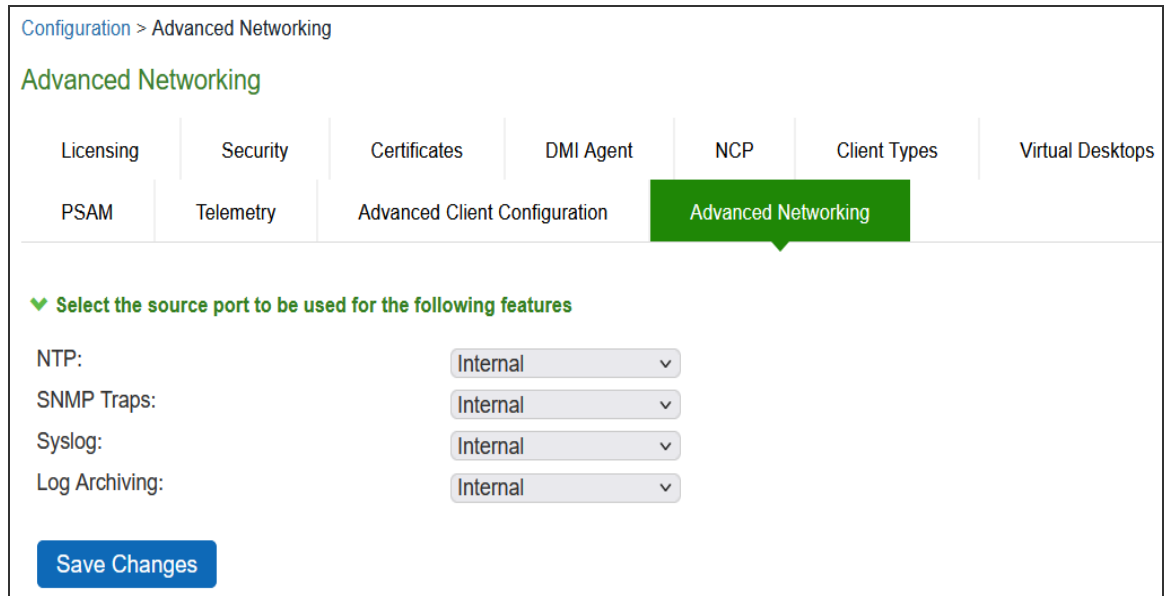 Configuration > Advanced Networking
Advanced Networking
Licensing Security Certificates DMI Agent NCP Client Types Virtual Desktops
PSAM Telemetry Advanced Client Configuration Advanced Networking
Select the source port to be used for the following features
NTP: Internal
SNMP Traps: Internal
Syslog: Internal
Log Archiving: Internal
Save Changes